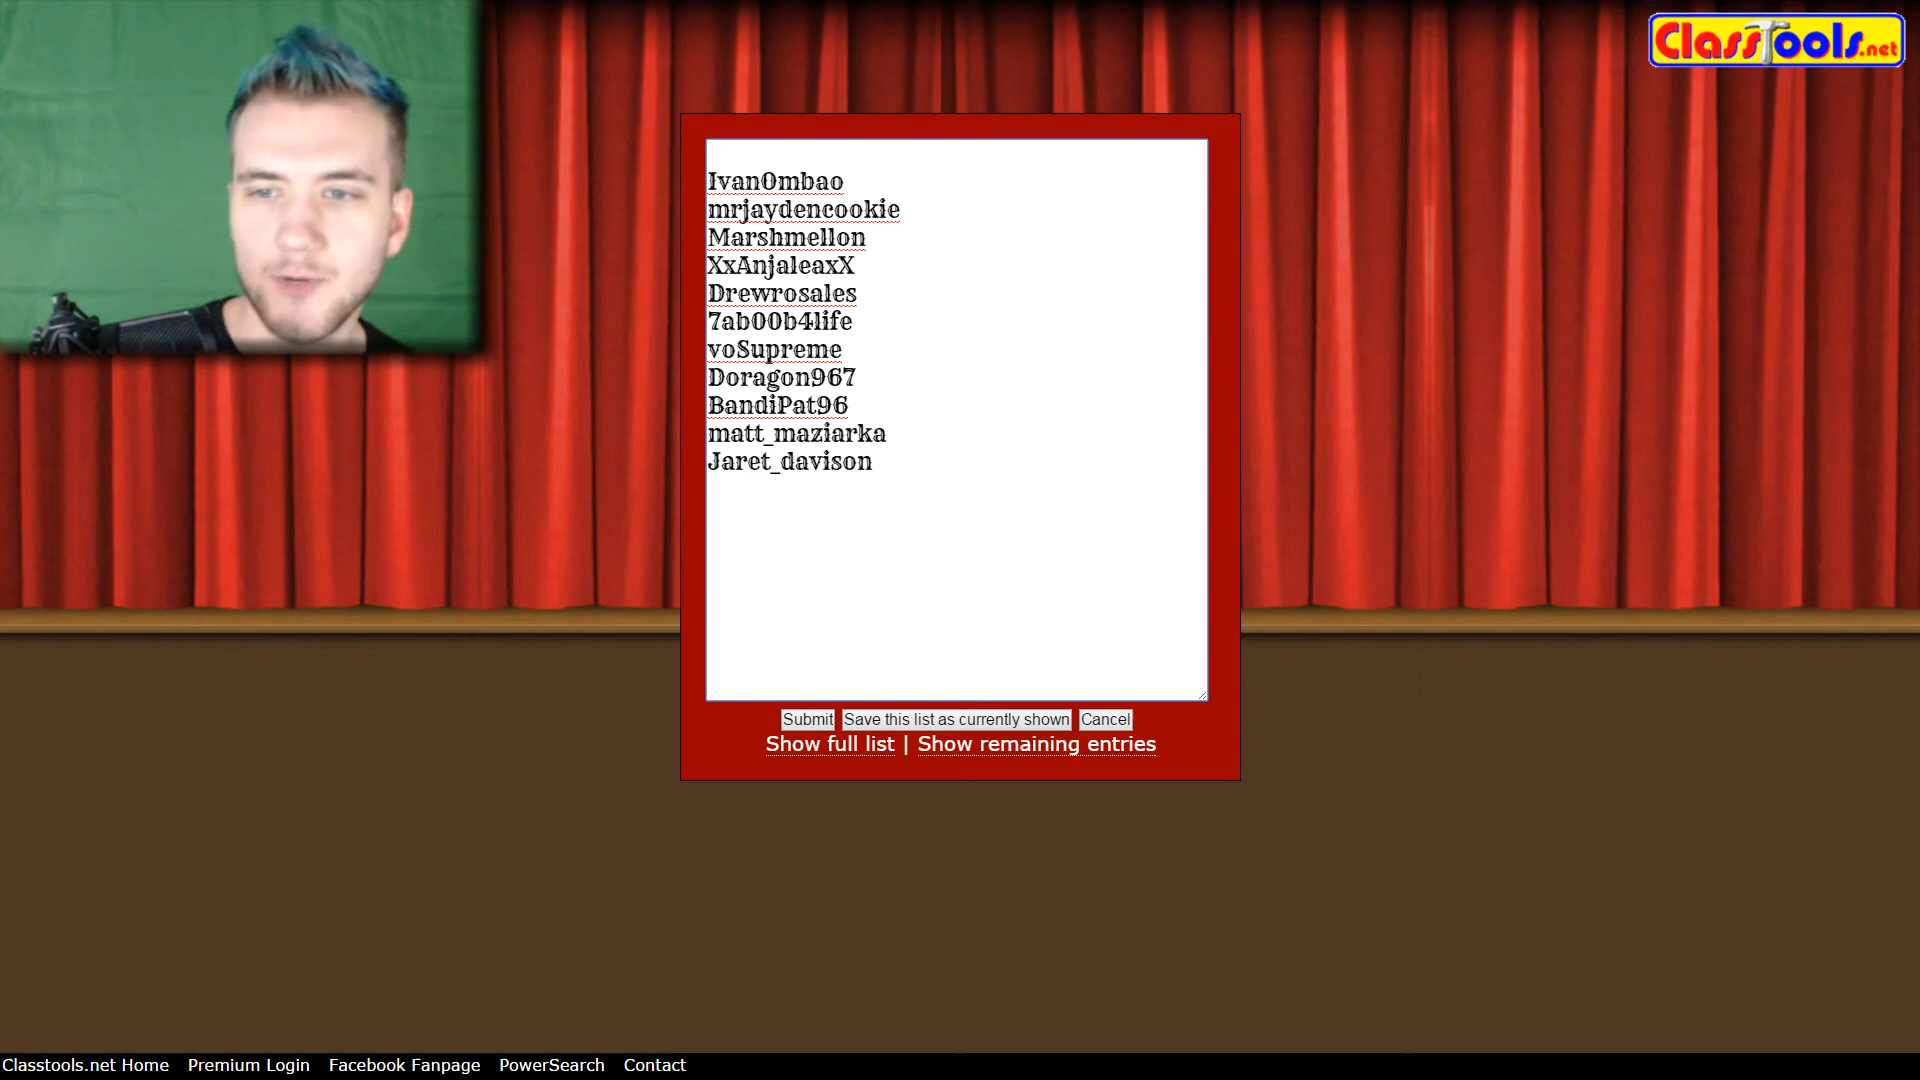 ClassTools.net
IvanOmbao
mrjaydencookie
Marshmellon
XxAnjaleaxX
Drewrosales
7ab00b4life
voSupreme
Doragon967
BandiPat96
matt_maziarka
Jaret_davison
Submit Save this list as currently shown Cancel
Show full list | Show remaining entries
Classtools.net Home Premium Login Facebook Fanpage PowerSearch Contact